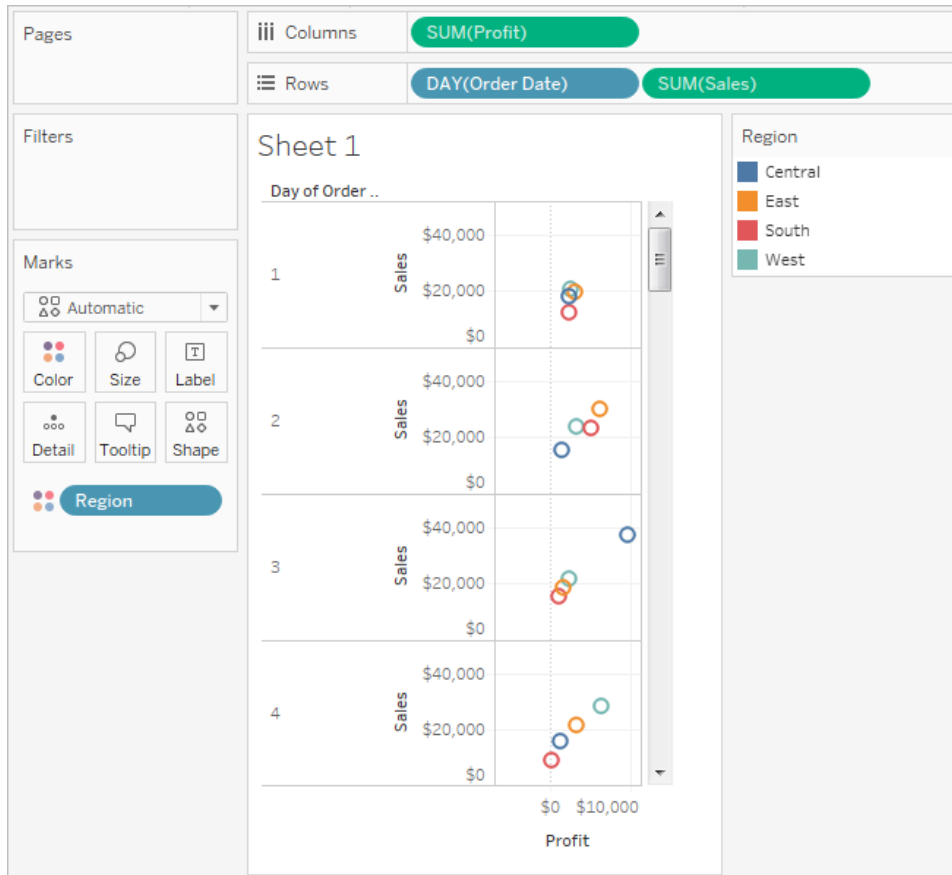 Pages
Columns
SUM(Profit)
Rows
DAY(Order Date)
SUM(Sales)
Filters
Marks
Automatic
Color
Size
Label
Detail
Tooltip
Shape
Region
Sheet 1
Day of Order ..
1
Sales
$40,000
$20,000
$0
2
Sales
$40,000
$20,000
$0
3
Sales
$40,000
$20,000
$0
4
Sales
$40,000
$20,000
$0
$0 $10,000
Profit
Region
Central
East
South
West